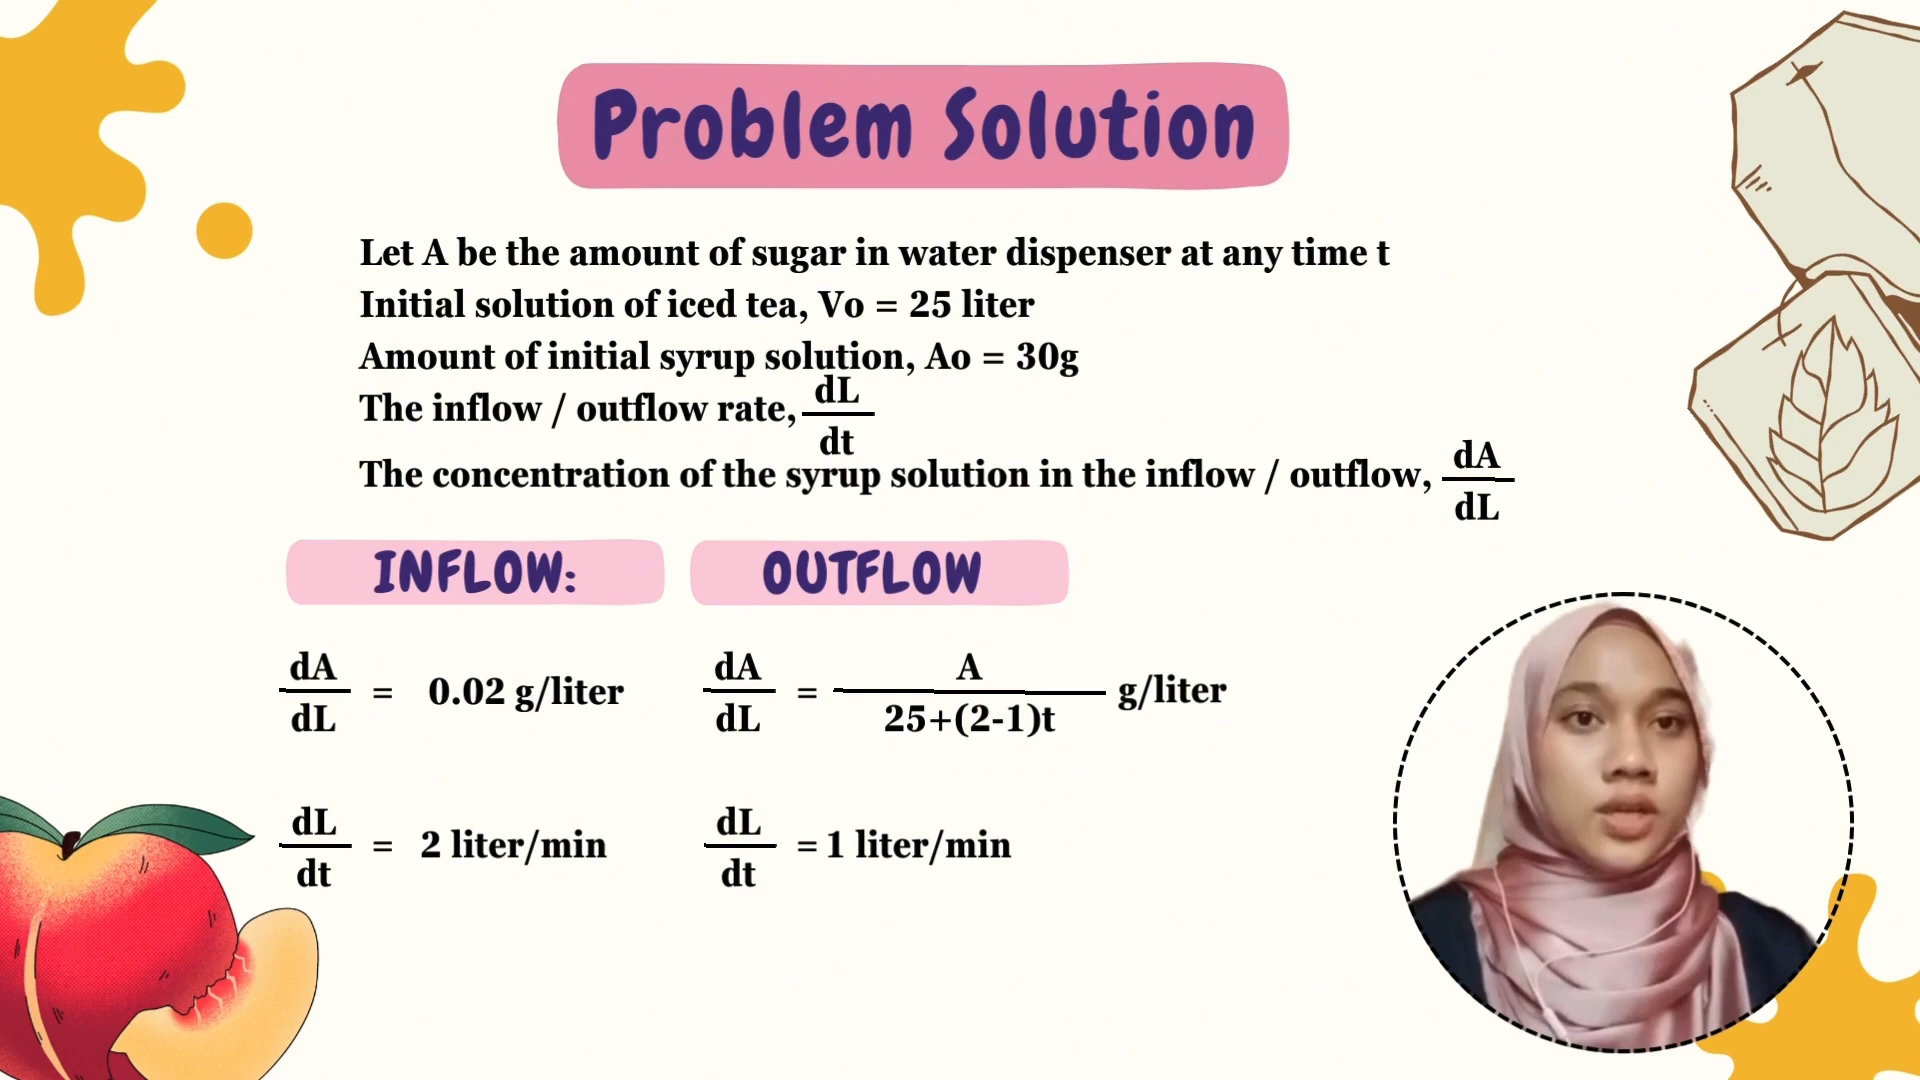 Problem Solution
Let A be the amount of sugar in water dispenser at any time t
Initial solution of iced tea, Vo = 25 liter
Amount of initial syrup solution, Ao = 30g
The inflow / outflow rate, dL/dt
The concentration of the syrup solution in the inflow / outflow, dA/dL
INFLOW:
OUTFLOW
dA/dL = 0.02 g/liter
dA/dL = A/25+(2-1)t g/liter
dL/dt = 2 liter/min
dL/dt = 1 liter/min